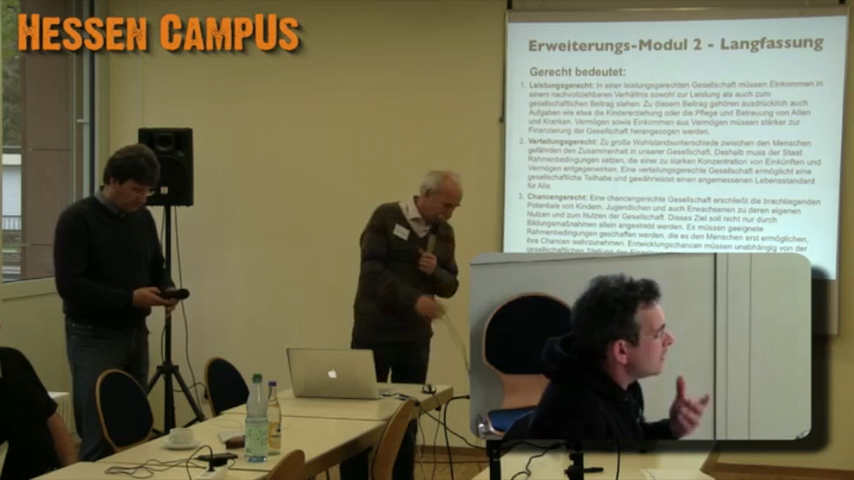 HESSEN CAMPUS
Erweiterungs-Modul 2 - Langfassung
Gerecht bedeutet:
1. Leistungsgerecht: In einer leistungsgerechten Gesellschaft müssen Einkommen in
einem nachvollziehbaren Verhältnis sowohl zur Leistung als auch zum
gesellschaftlichen Beitrag stehen. Zu diesem Beitrag gehören ausdrücklich auch
Aufgaben wie etwa die Kindererziehung oder die Pflege und Betreuung von Alten
und Kranken. Vermögen sowie Einkommen aus Vermögen müssen stärker zur
Finanzierung der Gesellschaft herangezogen werden.
2. Verteilungsgerecht: Zu große Wohlstandsunterschiede zwischen den Menschen
gefährden den Zusammenhalt in unserer Gesellschaft. Deshalb muss der Staat
Rahmenbedingungen setzen, die einer zu starken Konzentration von Einkünften und
Vermögen entgegenwirken. Eine verteilungsgerechte Gesellschaft ermöglicht eine
gesellschaftliche Teilhabe und gewährleistet einen angemessenen Lebensstandard
für Alle.
3. Chancengerecht: Eine chancengerechte Gesellschaft erschließt die brachliegenden
Potentiale von Kindern, Jugendlichen und auch Erwachsenen zu deren eigenen
Nutzen und zum Nutzen der Gesellschaft. Dieses Ziel soll nicht nur durch
Bildungsmaßnahmen allein angestrebt werden. Es müssen geeignete
Rahmenbedingungen geschaffen werden, die es den Menschen erst ermöglichen,
ihre Chancen wahrzunehmen. Entwicklungschancen müssen unabhängig von der